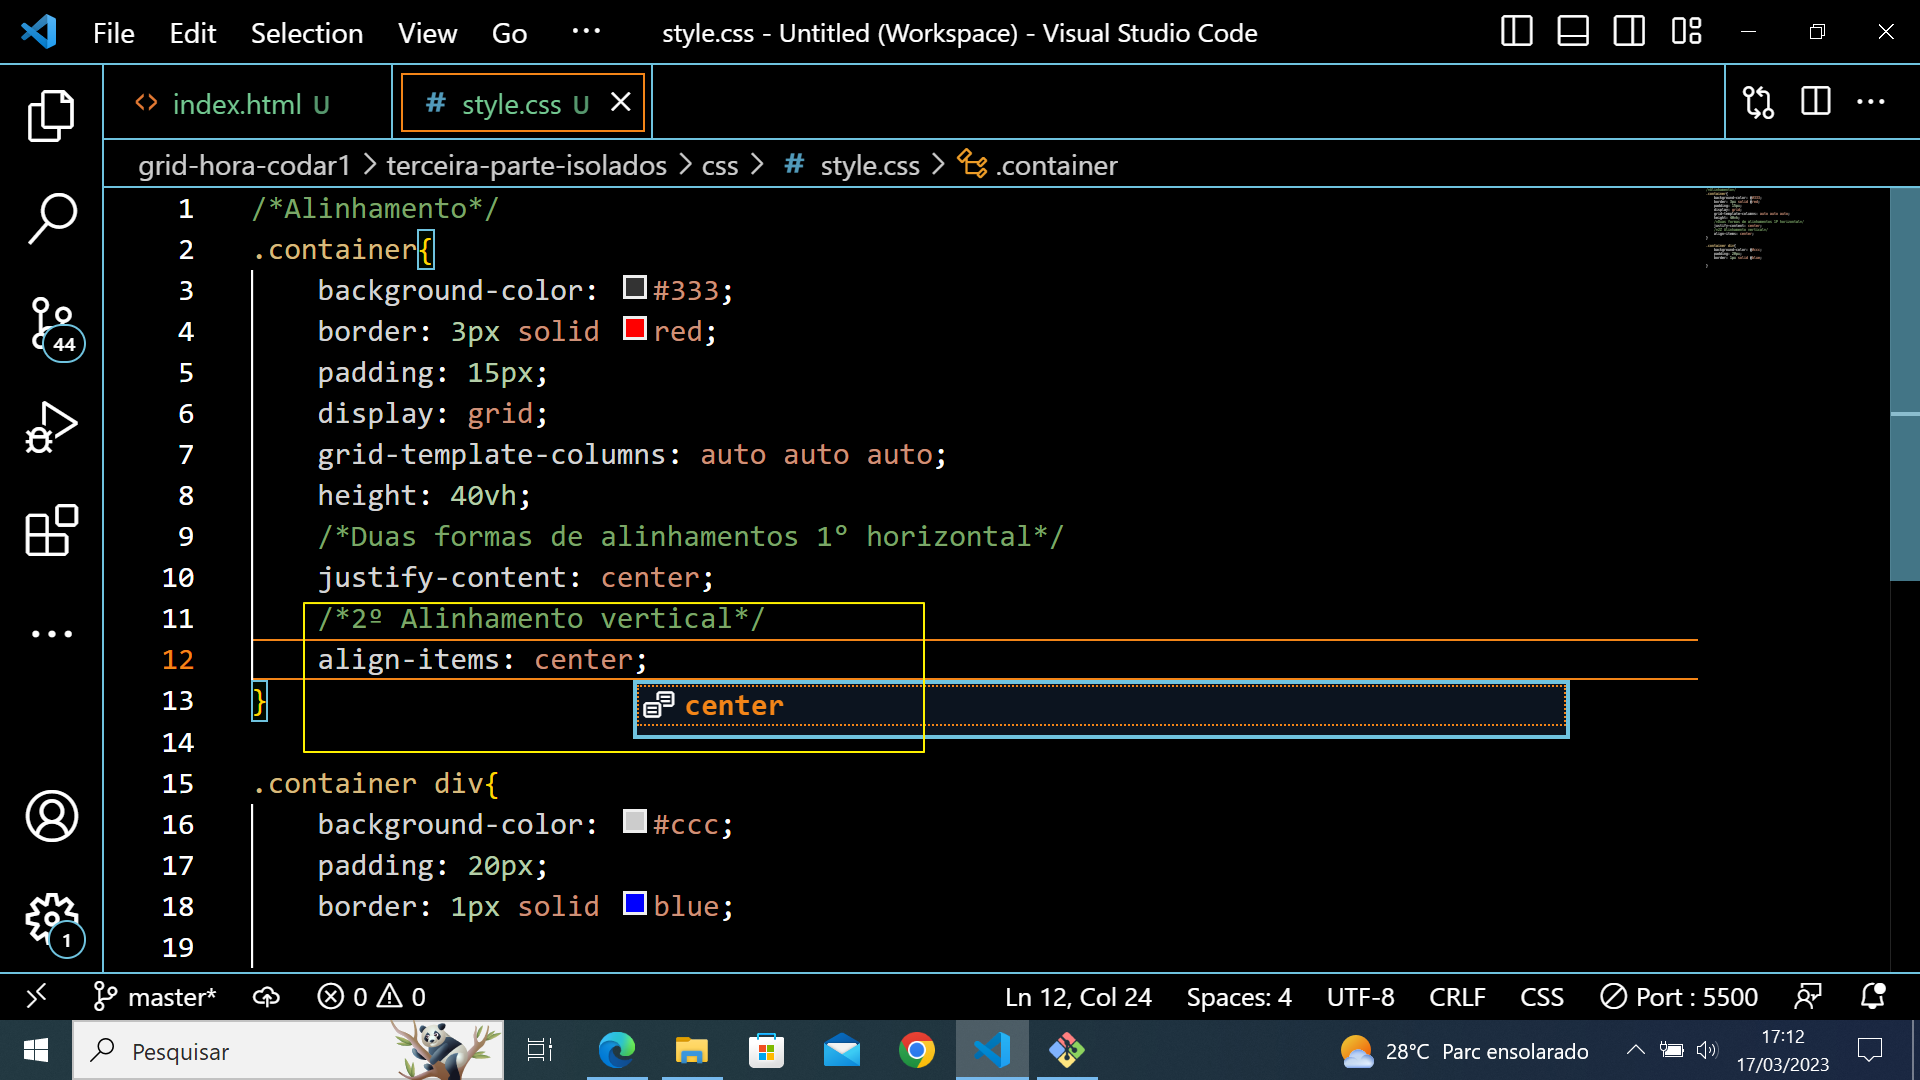 File Edit Selection View Go ··· style.css - Untitled (Workspace) - Visual Studio Code
<> index.html U # style.css U
grid-hora-codar1 > terceira-parte-isolados > css > # style.css > .container
1 /*Alinhamento*/
2 .container{
3 background-color: #333;
4 border: 3px solid red;
5 padding: 15px;
6 display: grid;
7 grid-template-columns: auto auto auto;
8 height: 40vh;
9 /*Duas formas de alinhamentos 1º horizontal*/
10 justify-content: center;
11 /*2º Alinhamento vertical*/
12 align-items: center;
13 }
center
14
15 .container div{
16 background-color: #ccc;
17 padding: 20px;
18 border: 1px solid blue;
19
44
1
master* 0 0 Ln 12, Col 24 Spaces: 4 UTF-8 CRLF CSS Port : 5500
Pesquisar 28°C Parc ensolarado 17:12
17/03/2023